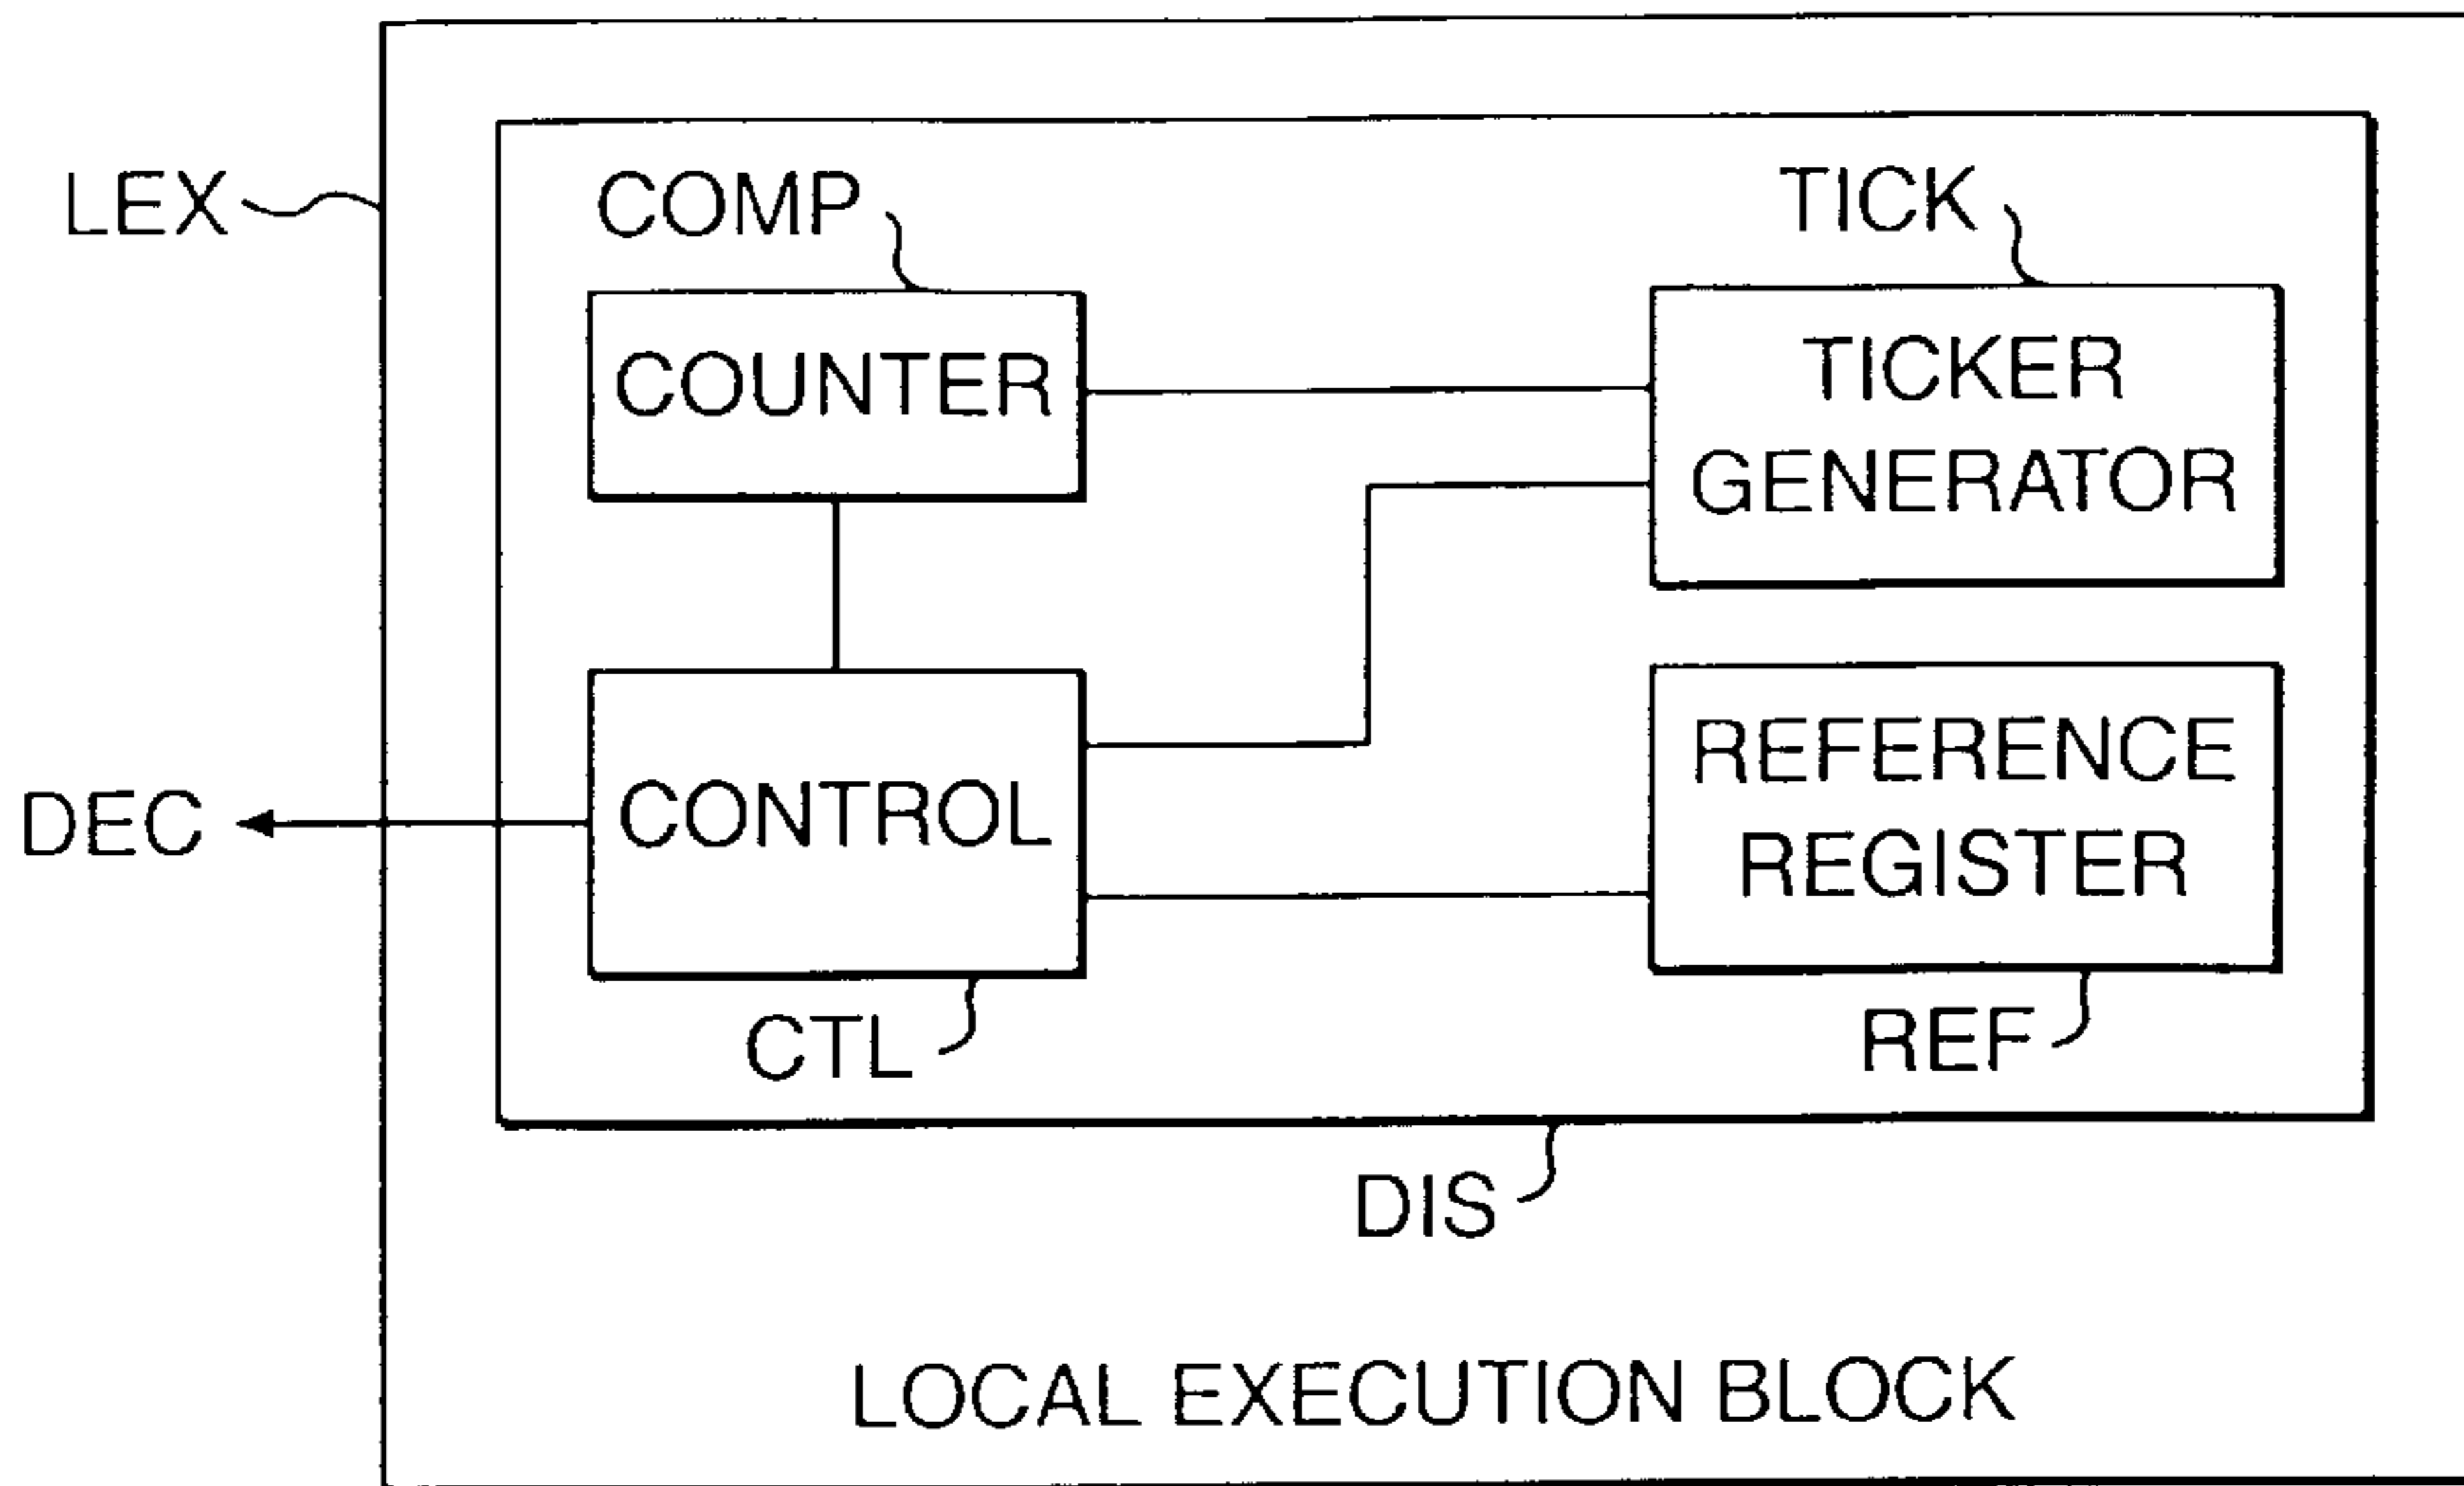 LEX
COMP
TICK
COUNTER
TICKER
GENERATOR
DEC
CONTROL
REFERENCE
REGISTER
CTL
REF
DIS
LOCAL EXECUTION BLOCK